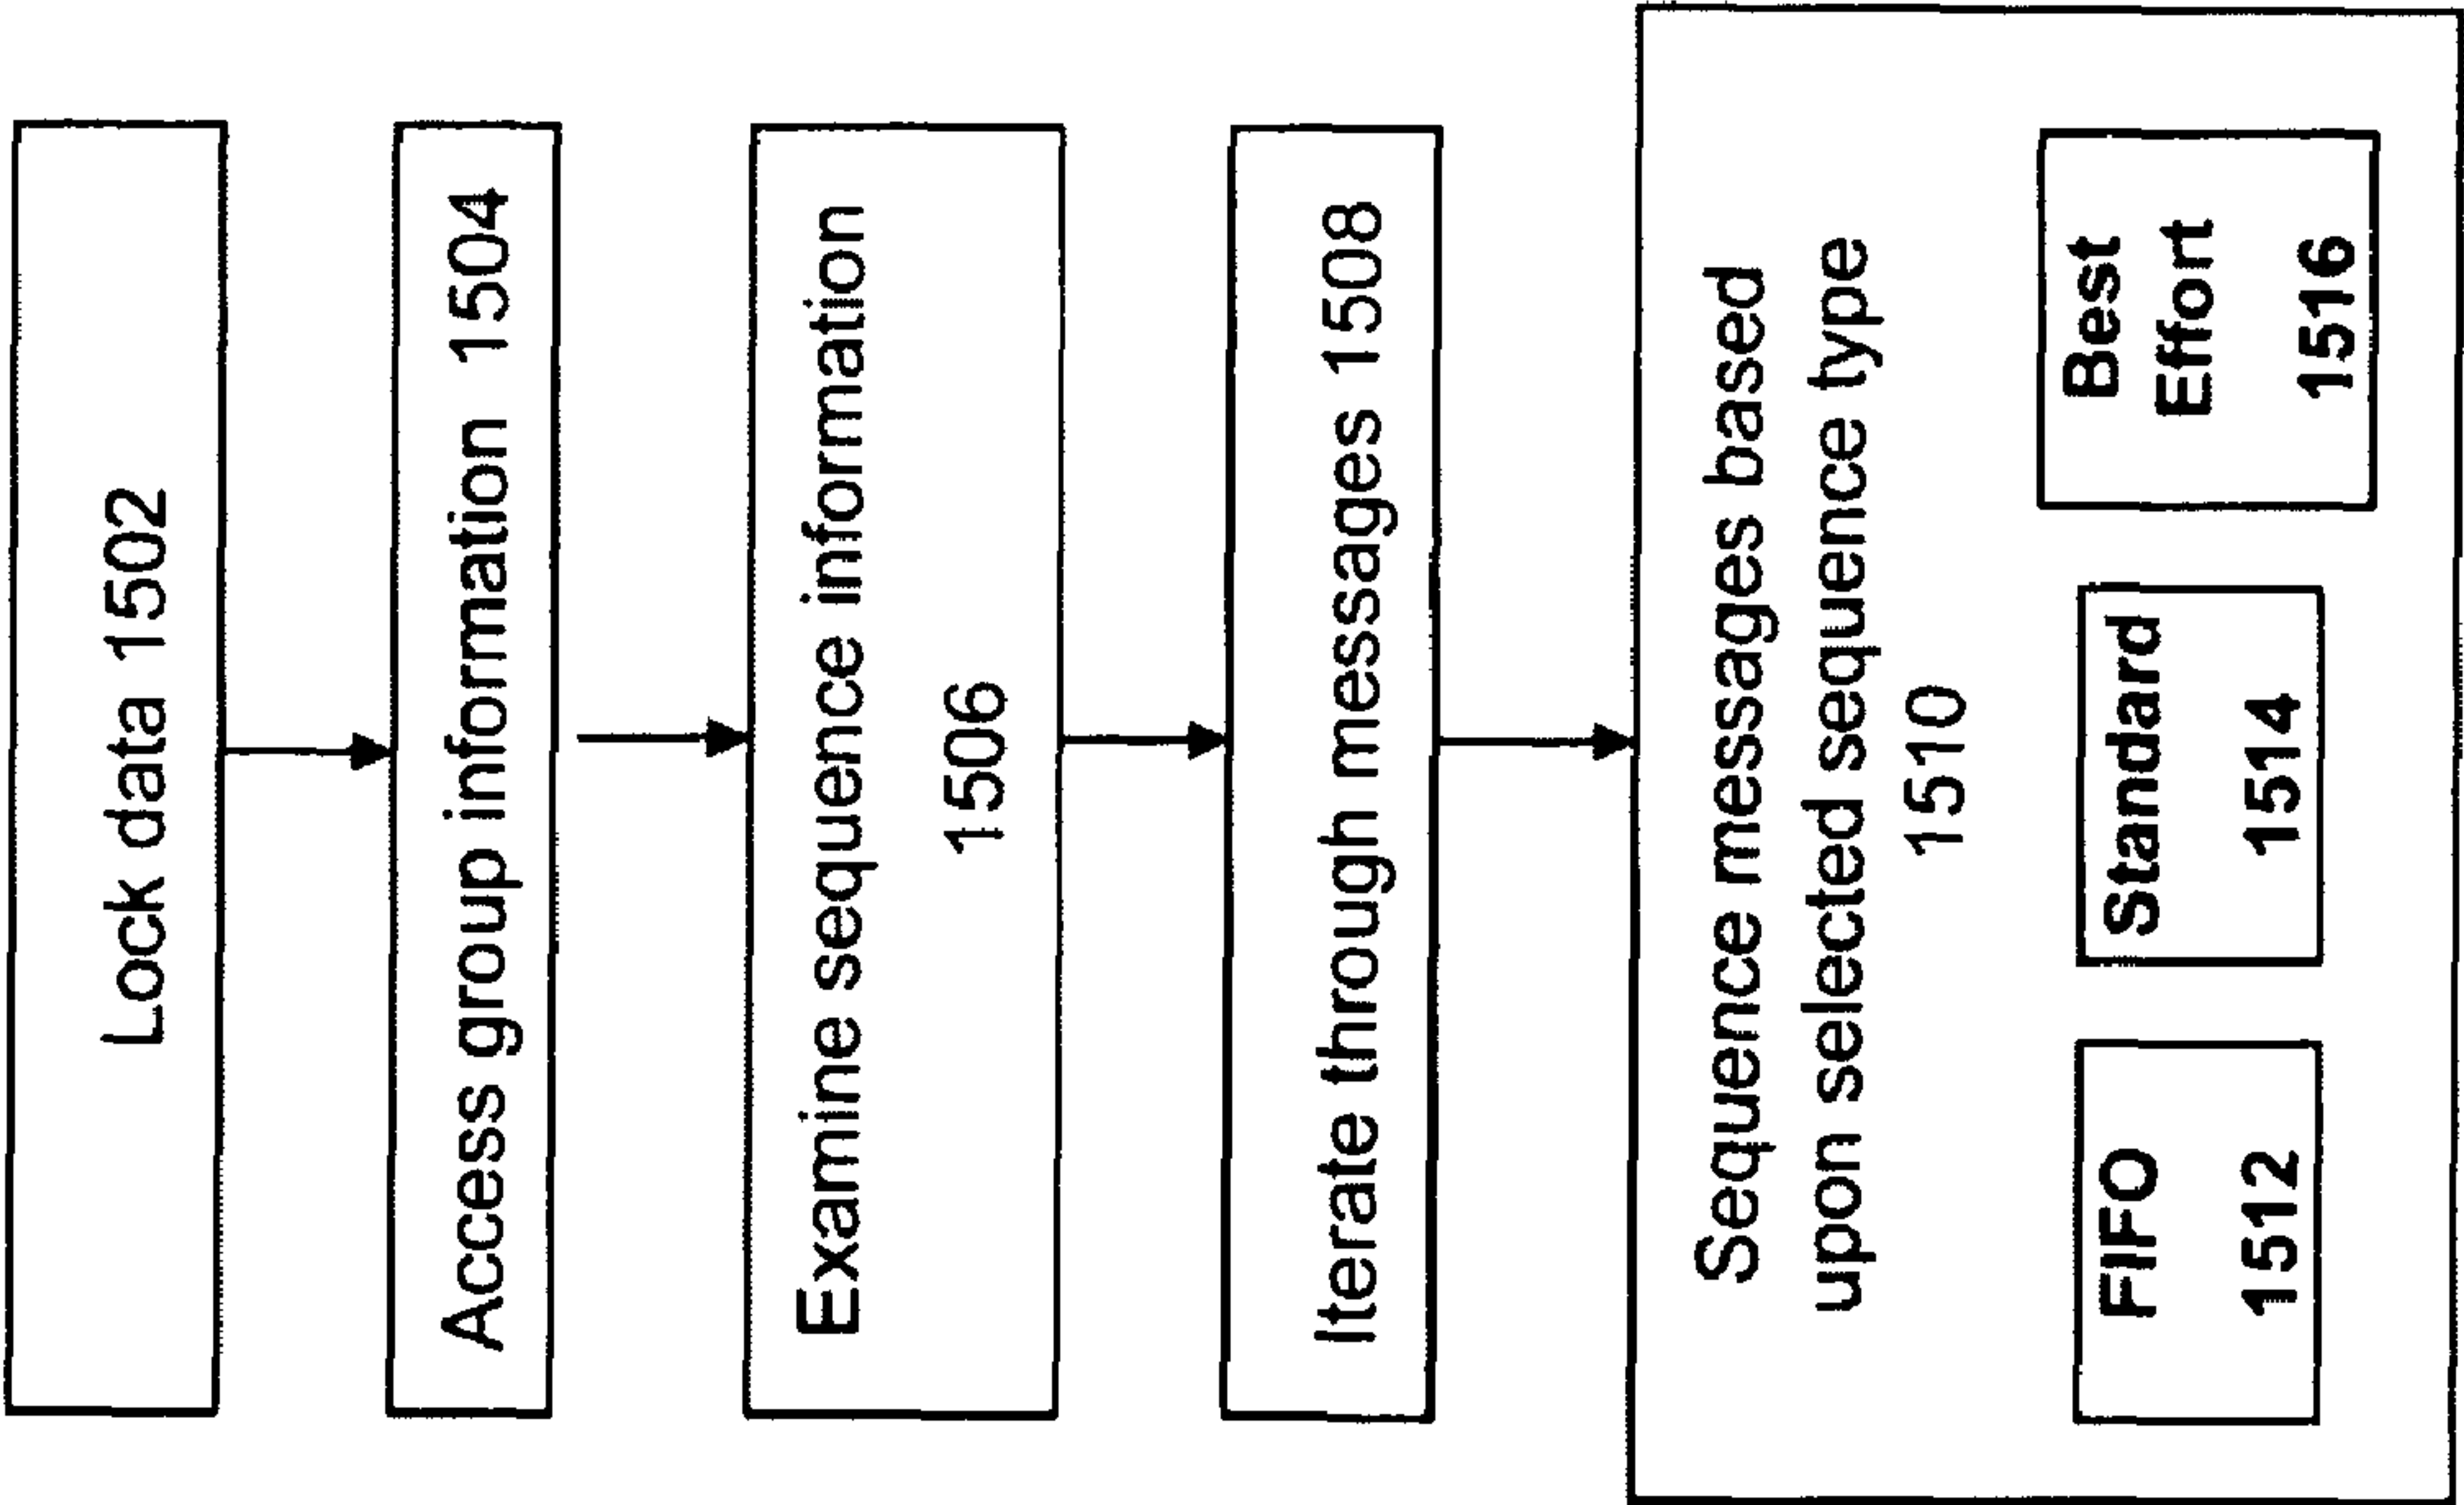 Lock data 1502
Access group information 1504
Examine sequence information
1506
Iterate through messages 1508
Sequence messages based
upon selected sequence type
1510
FIFO
1512
Standard
1514
Best
Effort
1516